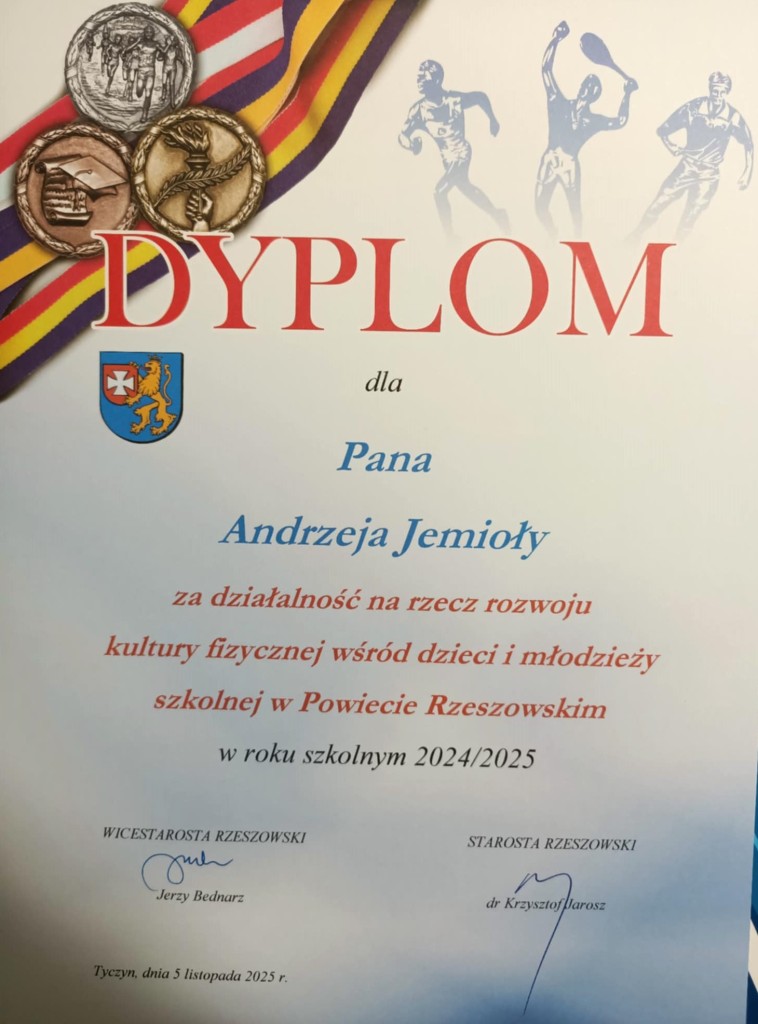 DYPLOM
dla
Pana
Andrzeja Jemioły
za działalność na rzecz rozwoju
kultury fizycznej wśród dzieci i młodzieży
szkolnej w Powiecie Rzeszowskim
w roku szkolnym 2024/2025
WICESTAROSTA RZESZOWSKI
Jerzy Bednarz
STAROSTA RZESZOWSKI
dr Krzysztof Jarosz
Tyczyn, dnia 5 listopada 2025 r.